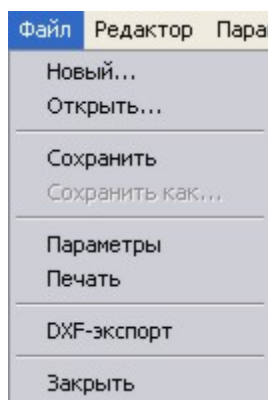 Файл Редактор Пара
Новый...
Открыть...
Сохранить
Сохранить как...
Параметры
Печать
DXF-экспорт
Закрыть